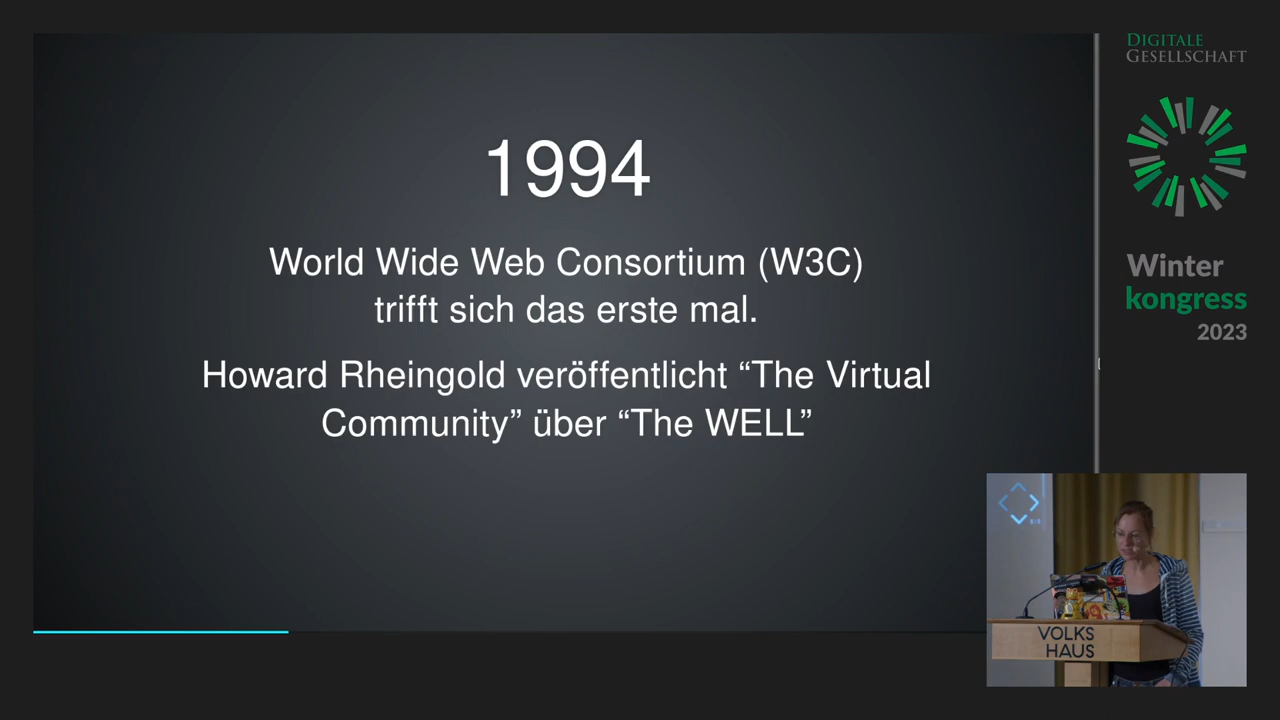 1994
World Wide Web Consortium (W3C)
trifft sich das erste mal.
Howard Rheingold veröffentlicht “The Virtual
Community” über “The WELL”
DIGITALE
GESELLSCHAFT
Winter
kongress
2023
VOLKS
HAUS